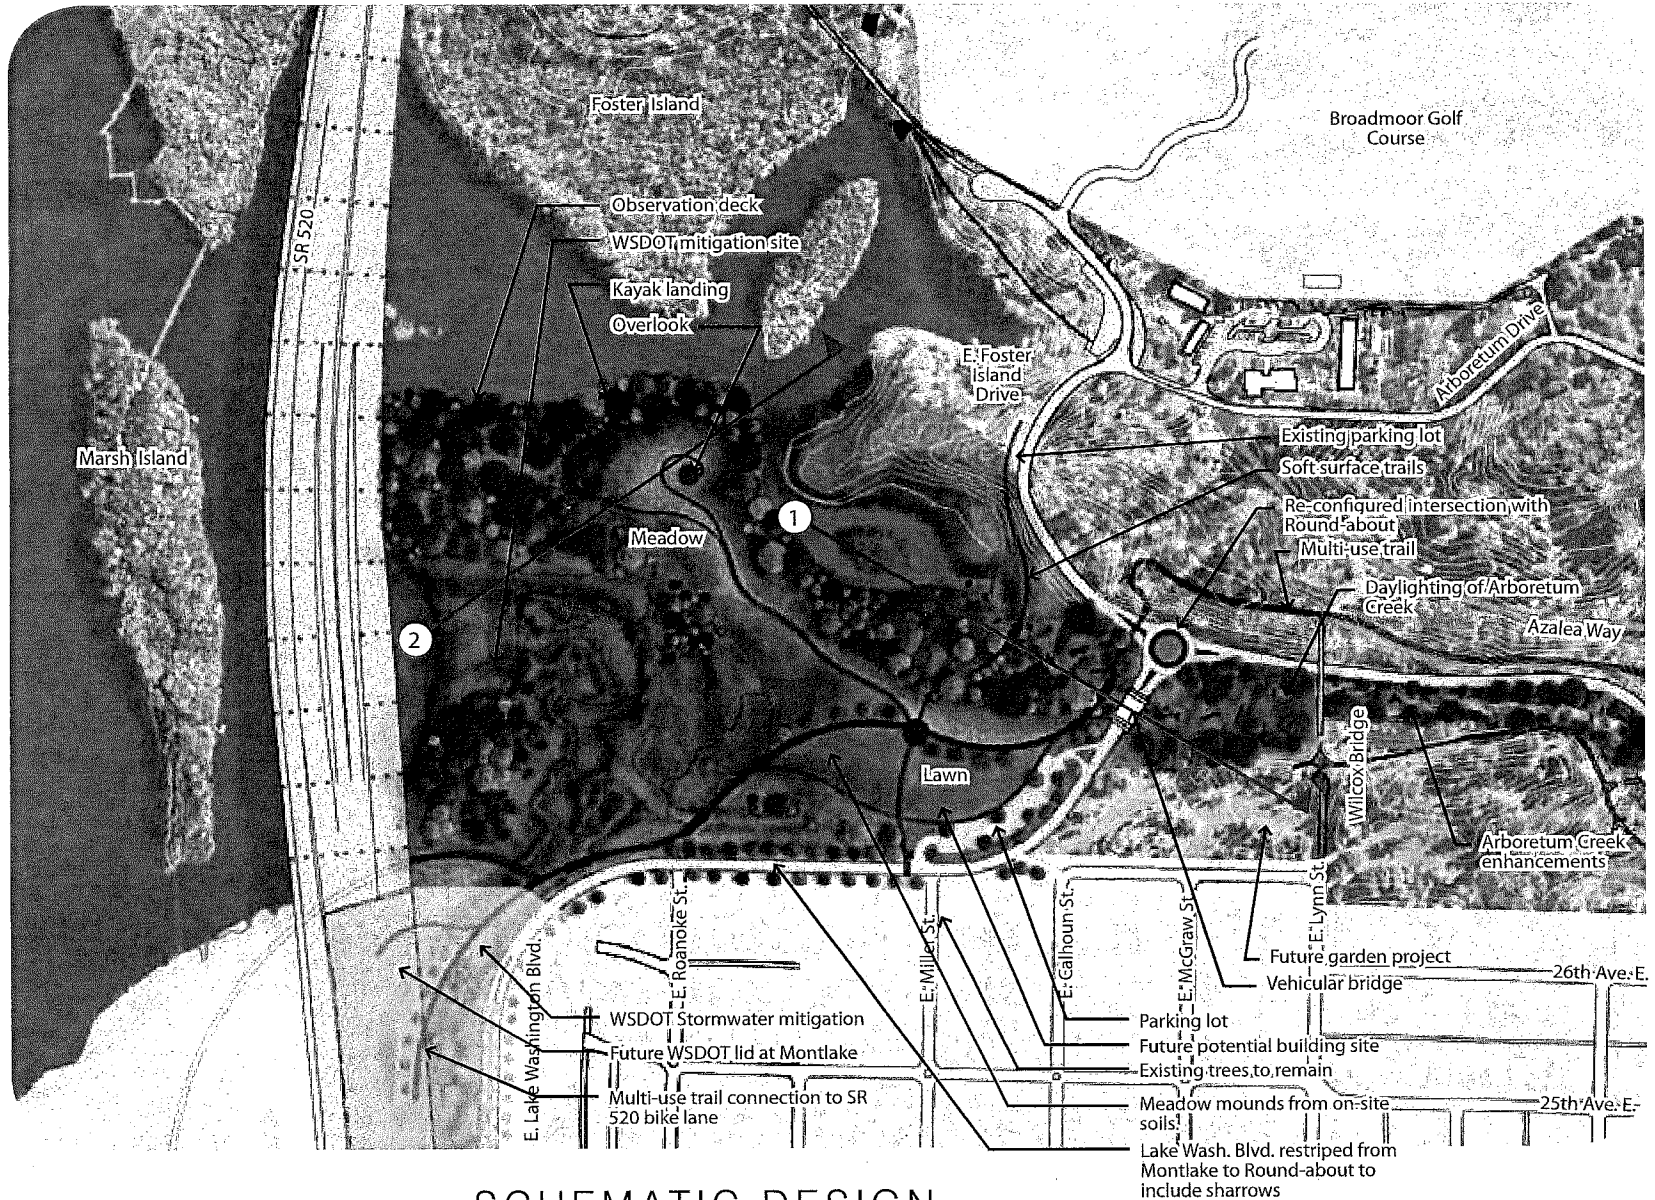 Foster Island
Broadmoor Golf
Course
SR 520
Observation deck
WSDOT mitigation site
Kayak landing
Overlook
E. Foster
Island
Drive
Arboretum Drive
Marsh Island
Existing parking lot
Soft surface trails
Re-configured intersection with
Round-about
Multi-use trail
1
Meadow
Daylighting of Arboretum
Creek
Azalea Way
2
Wilcox Bridge
Lawn
Arboretum Creek
enhancements
E. Lake Washington Blvd.
E. Roanoke St.
E. Miller St.
E. Calhoun St.
E. McGraw St.
E. Lynn St.
Future garden project
Vehicular bridge
26th Ave. E.
WSDOT Stormwater mitigation
Future WSDOT lid at Montlake
Multi-use trail connection to SR
520 bike lane
Parking lot
Future potential building site
Existing trees to remain
Meadow mounds from on-site
soils.
25th Ave. E.
Lake Wash. Blvd. restriped from
Montlake to Round-about to
include sharrows
SCHEMATIC DESIGN